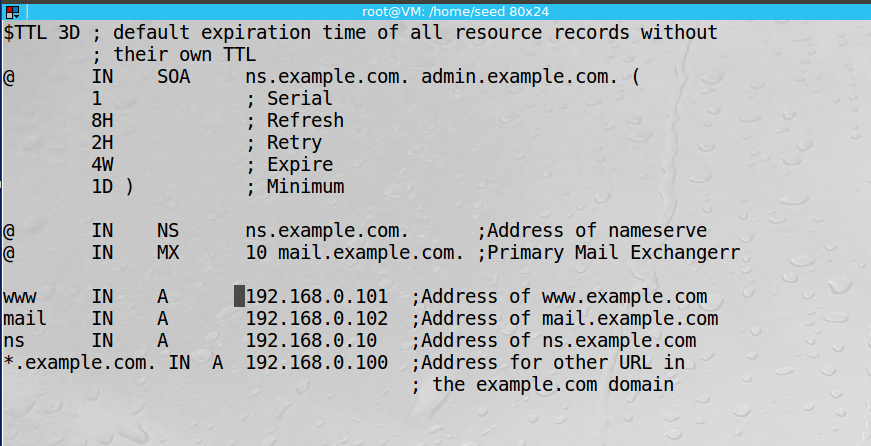 root@VM: /home/seed 80x24
$TTL 3D ; default expiration time of all resource records without
        ; their own TTL
@       IN    SOA     ns.example.com. admin.example.com. (
        1             ; Serial
        8H            ; Refresh
        2H            ; Retry
        4W            ; Expire
        1D )          ; Minimum
@       IN    NS      ns.example.com.      ;Address of nameserve
@       IN    MX      10 mail.example.com. ;Primary Mail Exchangerr
www     IN    A       192.168.0.101  ;Address of www.example.com
mail    IN    A       192.168.0.102  ;Address of mail.example.com
ns      IN    A       192.168.0.10   ;Address of ns.example.com
*.example.com. IN  A  192.168.0.100  ;Address for other URL in
                                     ; the example.com domain